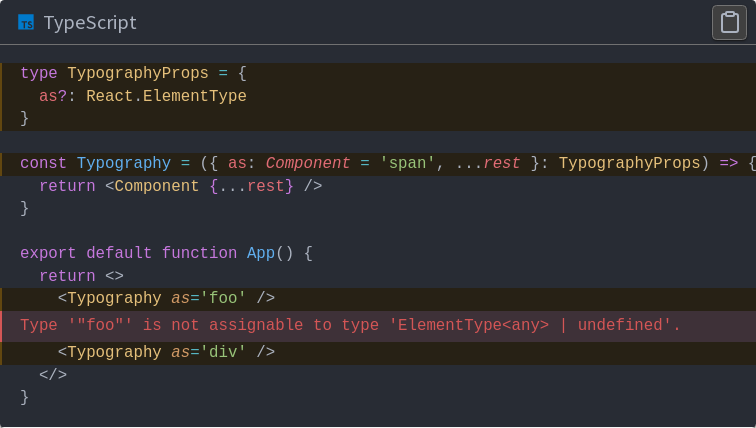 TS TypeScript
type TypographyProps = {
  as?: React.ElementType
}
const Typography = ({ as: Component = 'span', ...rest }: TypographyProps) => {
  return <Component {...rest} />
}
export default function App() {
  return <>
    <Typography as='foo' />
Type '"foo"' is not assignable to type 'ElementType<any> | undefined'.
    <Typography as='div' />
  </>
}